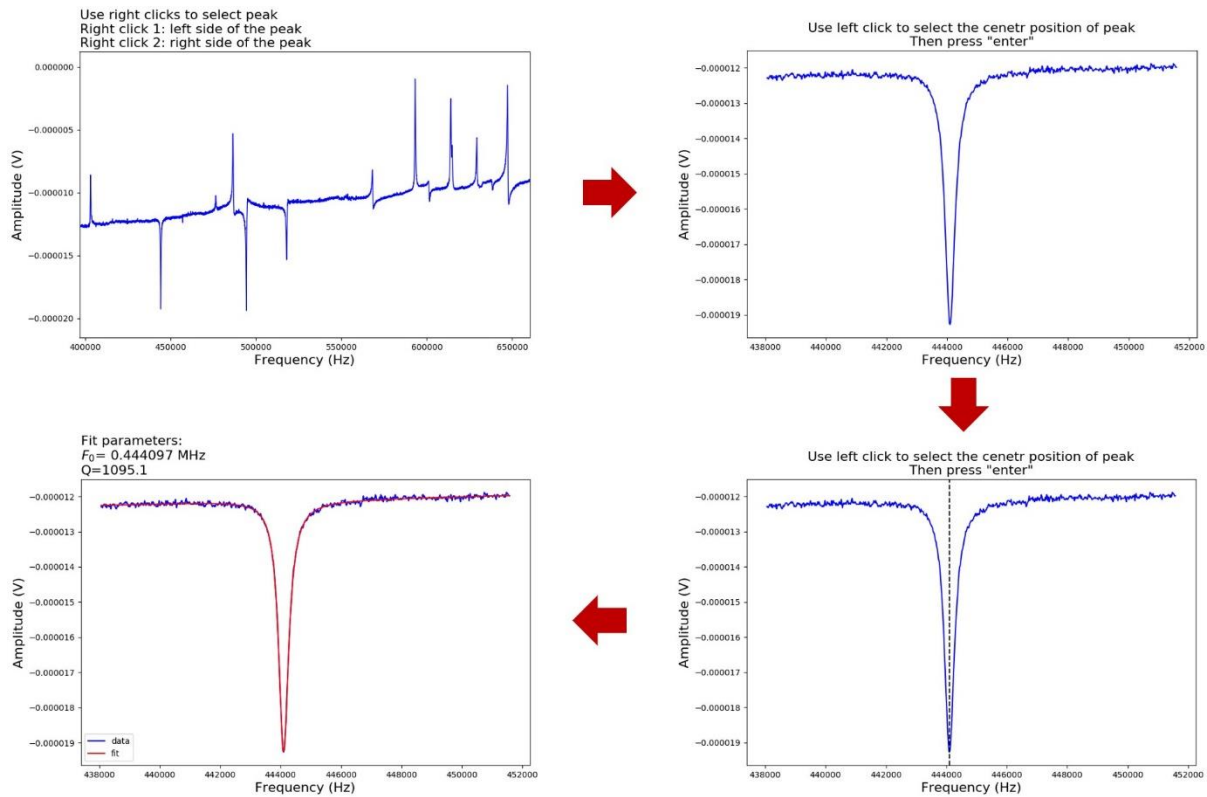 Use right clicks to select peak
Right click 1: left side of the peak
Right click 2: right side of the peak
0.000000
−0.000005
−0.000010
−0.000015
−0.000020
Amplitude (V)
400000 450000 500000 550000 600000 650000
Frequency (Hz)
Use left click to select the cenetr position of peak
Then press "enter"
−0.000012
−0.000013
−0.000014
−0.000015
−0.000016
−0.000017
−0.000018
−0.000019
Amplitude (V)
438000 440000 442000 444000 446000 448000 450000 452000
Frequency (Hz)
Fit parameters:
F₀= 0.444097 MHz
Q=1095.1
−0.000012
−0.000013
−0.000014
−0.000015
−0.000016
−0.000017
−0.000018
−0.000019
Amplitude (V)
data
fit
438000 440000 442000 444000 446000 448000 450000 452000
Frequency (Hz)
Use left click to select the cenetr position of peak
Then press "enter"
−0.000012
−0.000013
−0.000014
−0.000015
−0.000016
−0.000017
−0.000018
−0.000019
Amplitude (V)
438000 440000 442000 444000 446000 448000 450000 452000
Frequency (Hz)